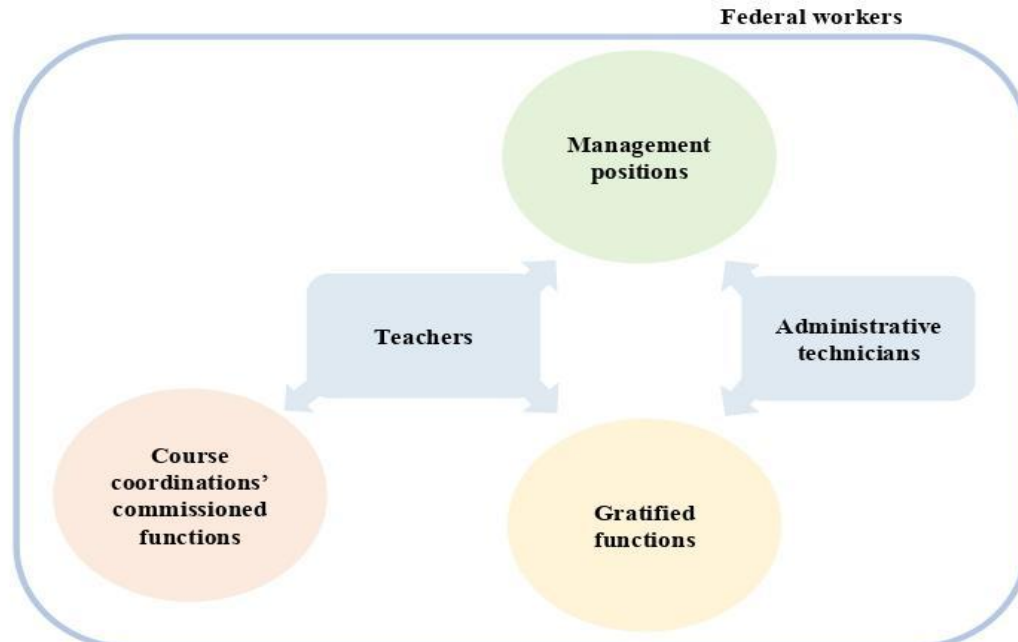 Federal workers
Management
positions
Teachers
Administrative
technicians
Course
coordinations’
commissioned
functions
Gratified
functions